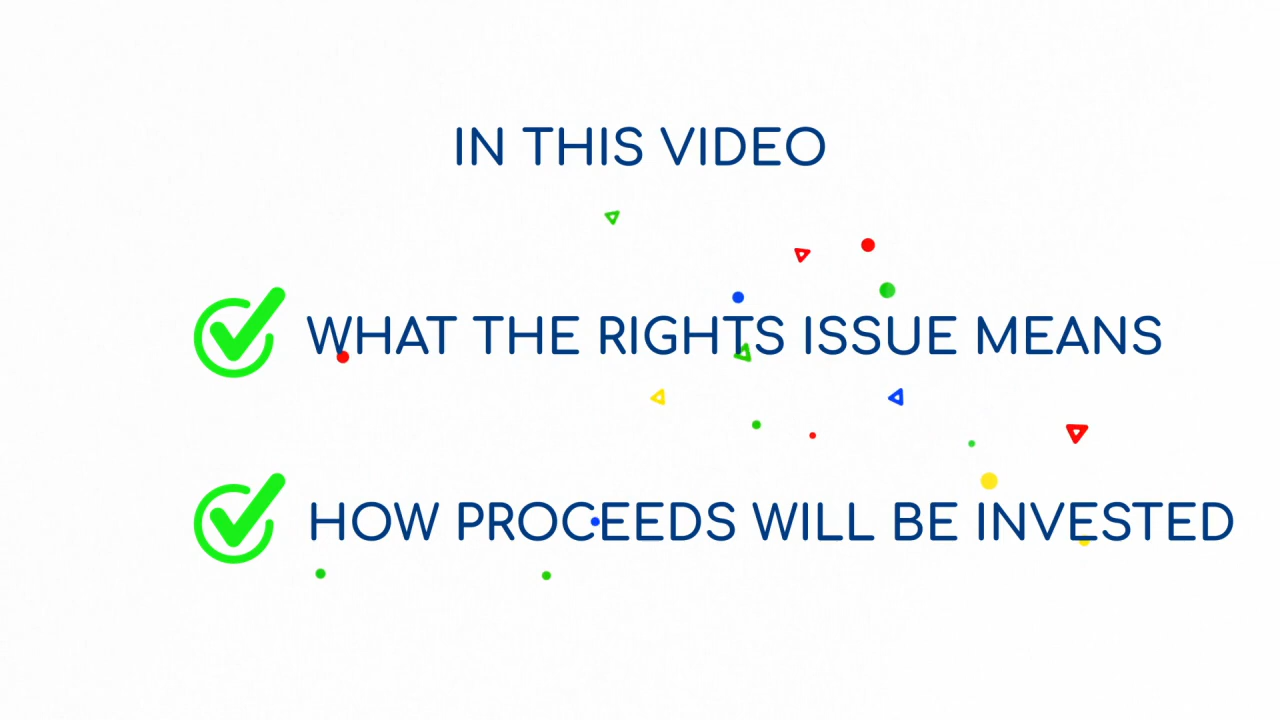 IN THIS VIDEO
WHAT THE RIGHTS ISSUE MEANS
HOW PROCEEDS WILL BE INVESTED